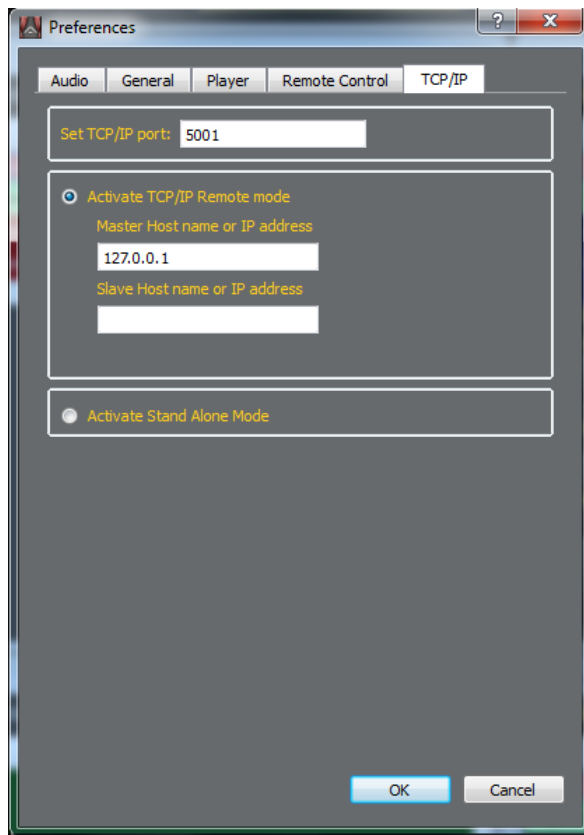 Preferences
?
Audio General Player Remote Control TCP/IP
Set TCP/IP port: 5001
Activate TCP/IP Remote mode
Master Host name or IP address
127.0.0.1
Slave Host name or IP address
Activate Stand Alone Mode
OK Cancel